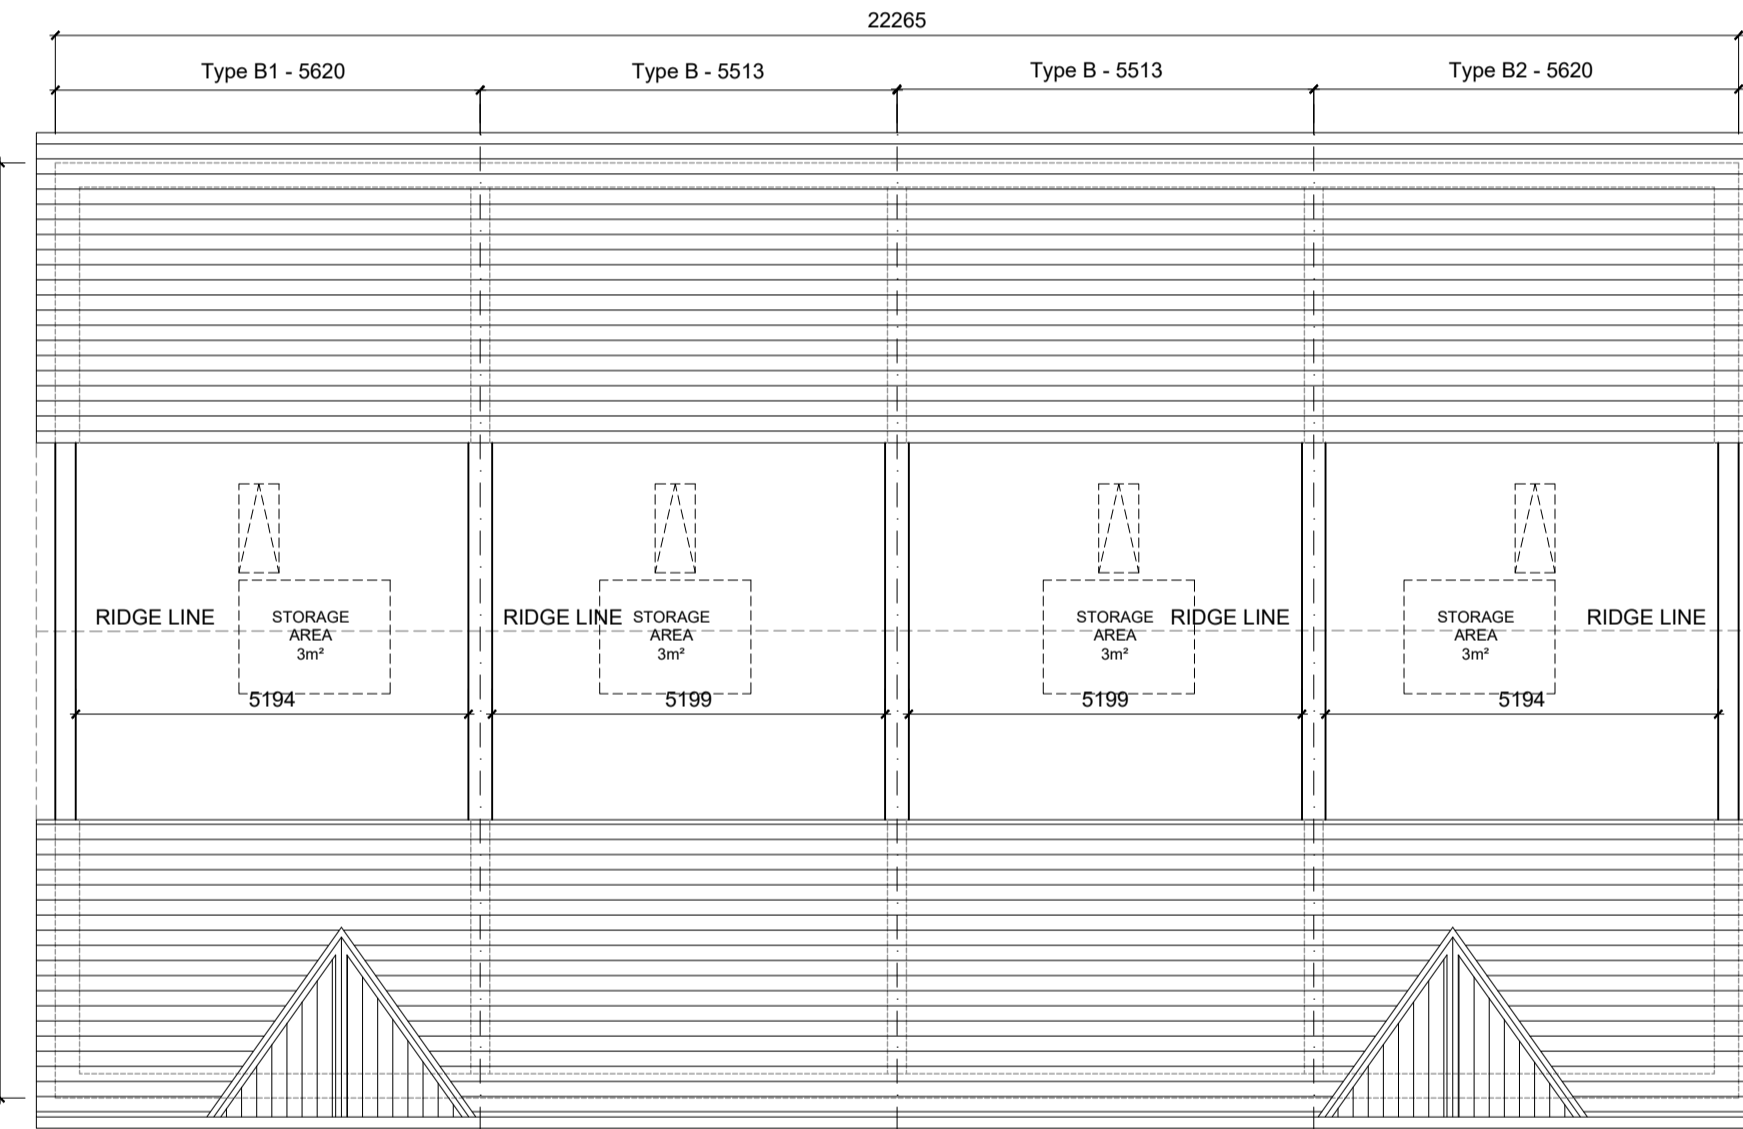 22265
Type B1 - 5620
Type B - 5513
Type B - 5513
Type B2 - 5620
RIDGE LINE
STORAGE
AREA
3m²
5194
RIDGE LINE
STORAGE
AREA
3m²
5199
STORAGE
AREA
3m²
RIDGE LINE
5199
STORAGE
AREA
3m²
RIDGE LINE
5194